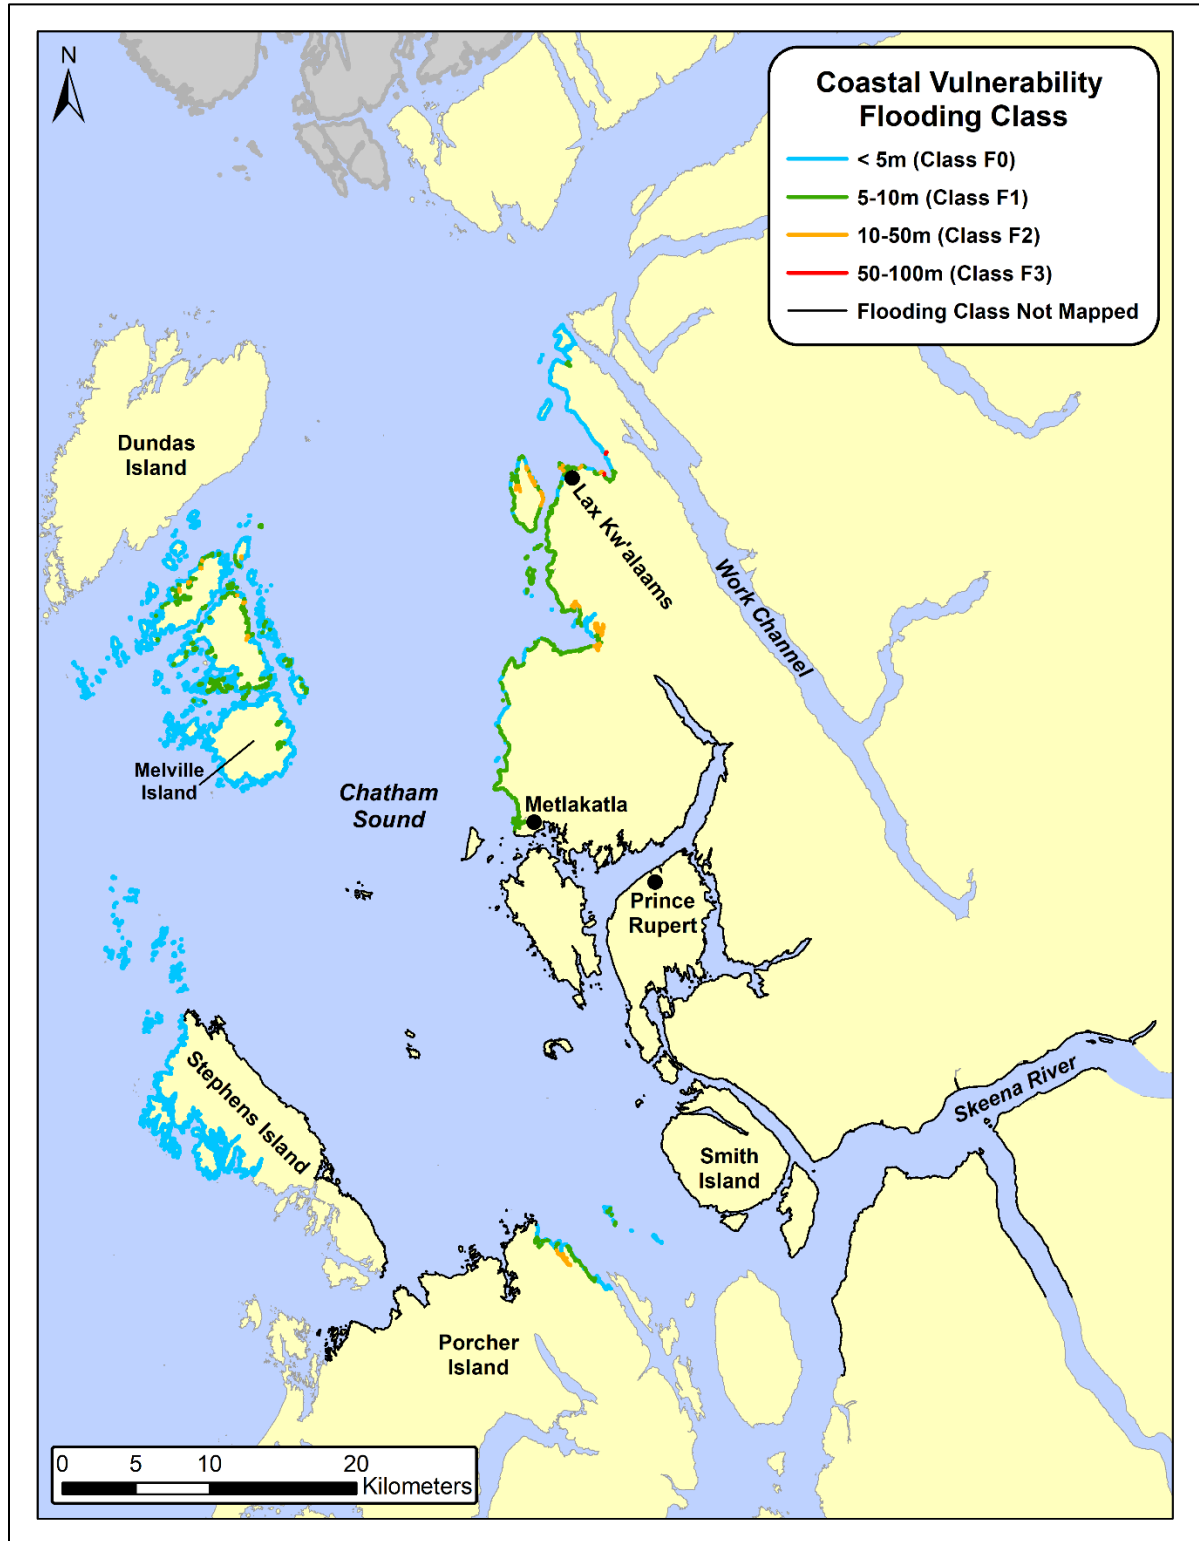 N
Coastal Vulnerability
Flooding Class
< 5m (Class F0)
5-10m (Class F1)
10-50m (Class F2)
50-100m (Class F3)
Flooding Class Not Mapped
Dundas
Island
Lax Kw'alaams
Work Channel
Melville
Island
Chatham
Sound
Metlakatla
Prince
Rupert
Stephens Island
Skeena River
Smith
Island
Porcher
Island
0 5 10 20
Kilometers